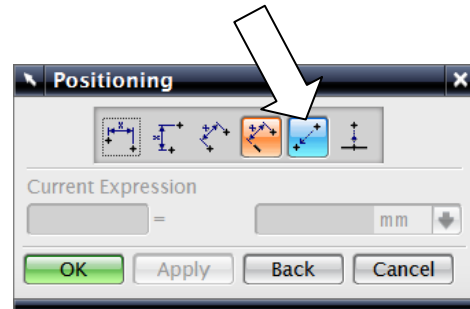 Positioning
Current Expression
=
mm
OK
Apply
Back
Cancel